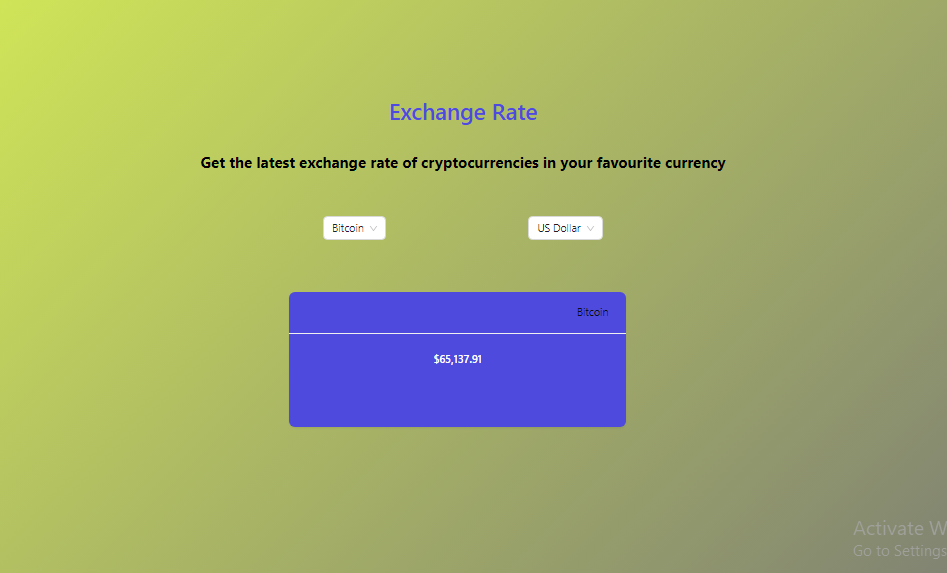 Exchange Rate
Get the latest exchange rate of cryptocurrencies in your favourite currency
Bitcoin
US Dollar
Bitcoin
$65,137.91
Activate W
Go to Settings